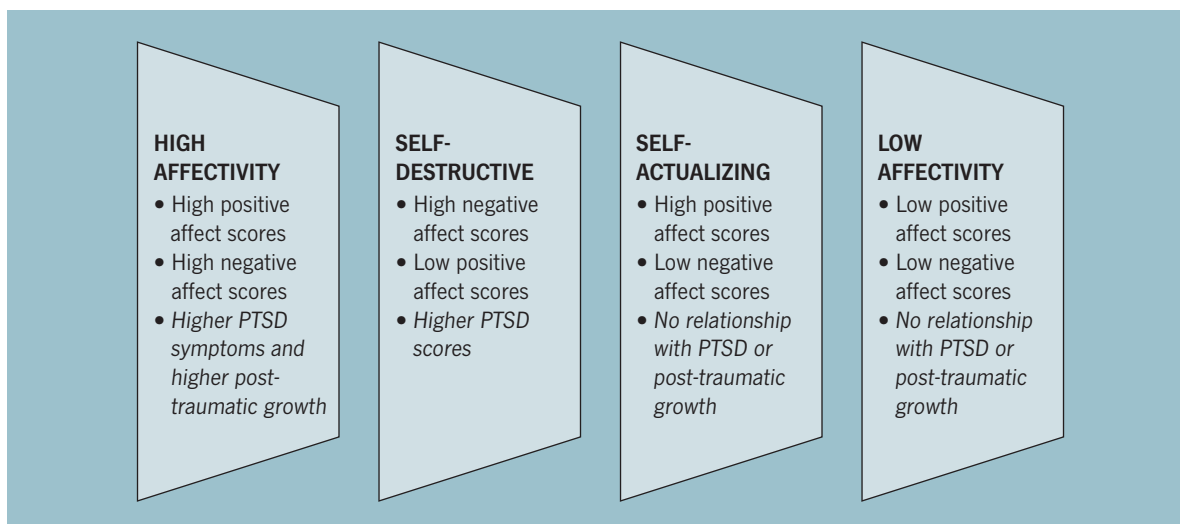 HIGH
AFFECTIVITY
• High positive
affect scores
• High negative
affect scores
• Higher PTSD
symptoms and
higher post-
traumatic growth
SELF-
DESTRUCTIVE
• High negative
affect scores
• Low positive
affect scores
• Higher PTSD
scores
SELF-
ACTUALIZING
• High positive
affect scores
• Low negative
affect scores
• No relationship
with PTSD or
post-traumatic
growth
LOW
AFFECTIVITY
• Low positive
affect scores
• Low negative
affect scores
• No relationship
with PTSD or
post-traumatic
growth